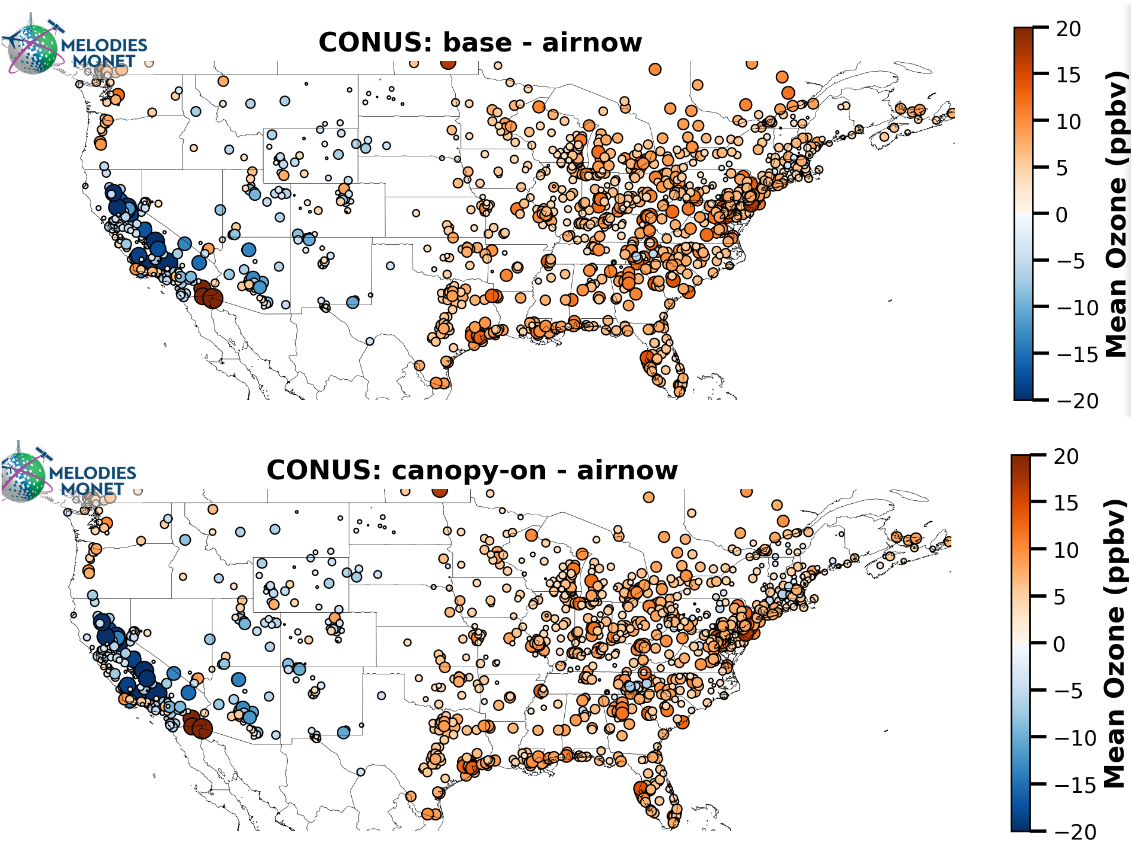 MELODIES
MONET
CONUS: base - airnow
20
15
10
5
0
−5
−10
−15
−20
Mean Ozone (ppbv)
MELODIES
MONET
CONUS: canopy-on - airnow
20
15
10
5
0
−5
−10
−15
−20
Mean Ozone (ppbv)